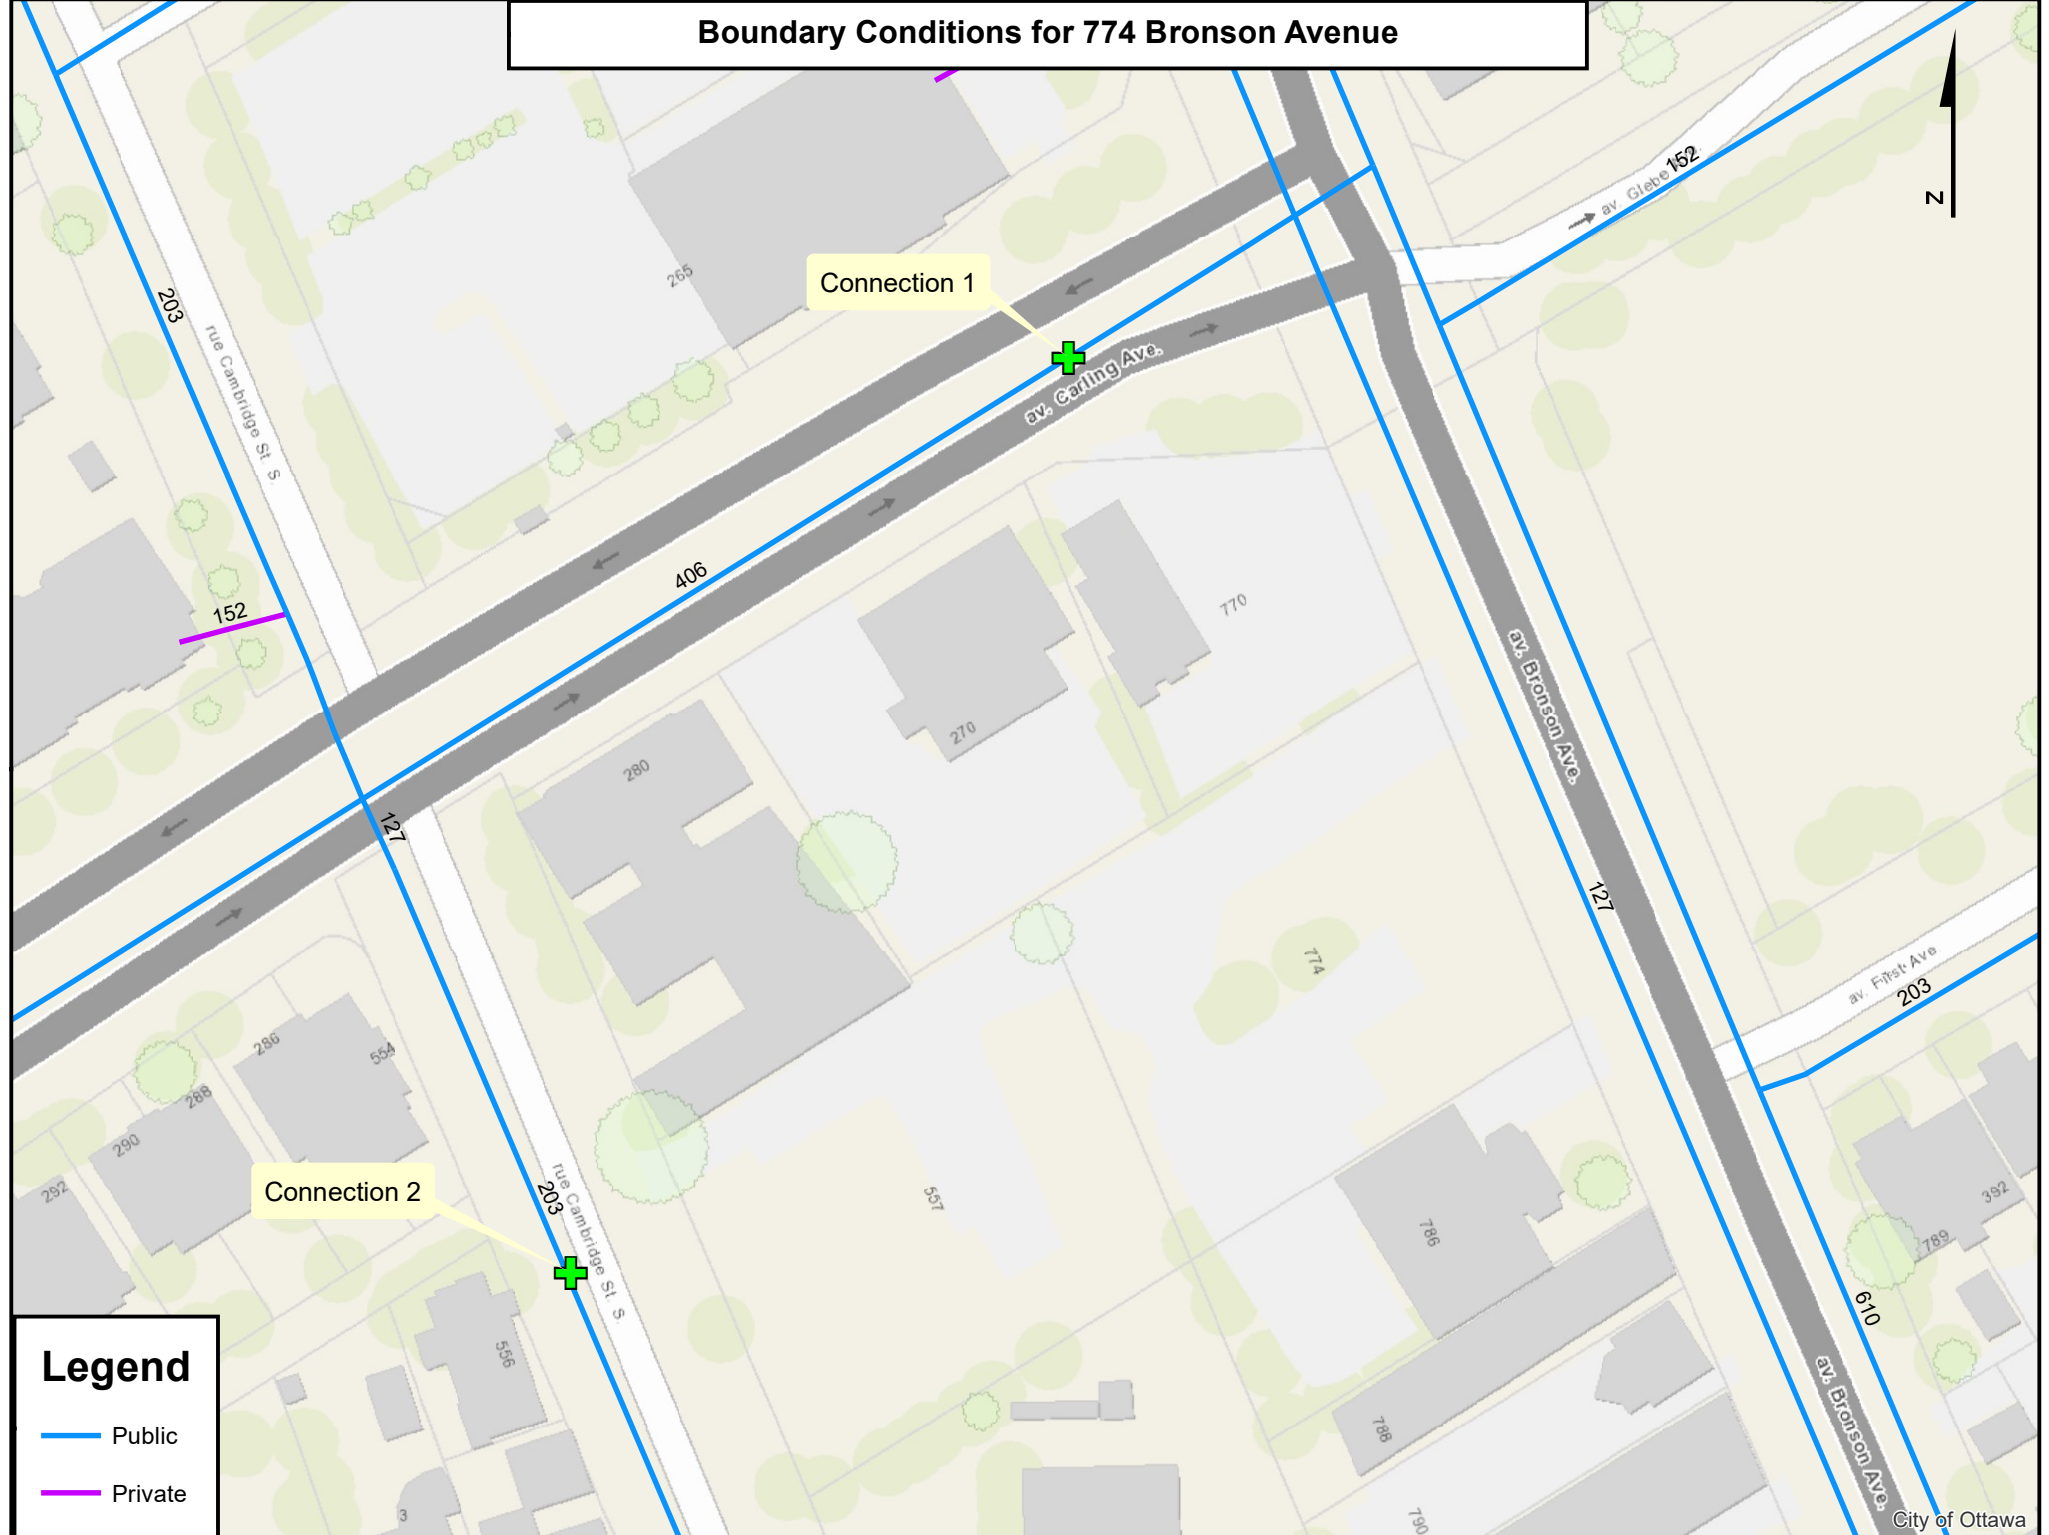 Boundary Conditions for 774 Bronson Avenue
N
152
av. Glebe
203
rue Cambridge St. S.
265
Connection 1
av. Carling Ave.
406
152
770
270
280
av. Bronson Ave.
127
127
774
av. First Ave
203
286
554
288
290
292
Connection 2
203
rue Cambridge St. S.
557
786
392
789
610
556
788
av. Bronson Ave.
3
790
Legend
Public
Private
City of Ottawa